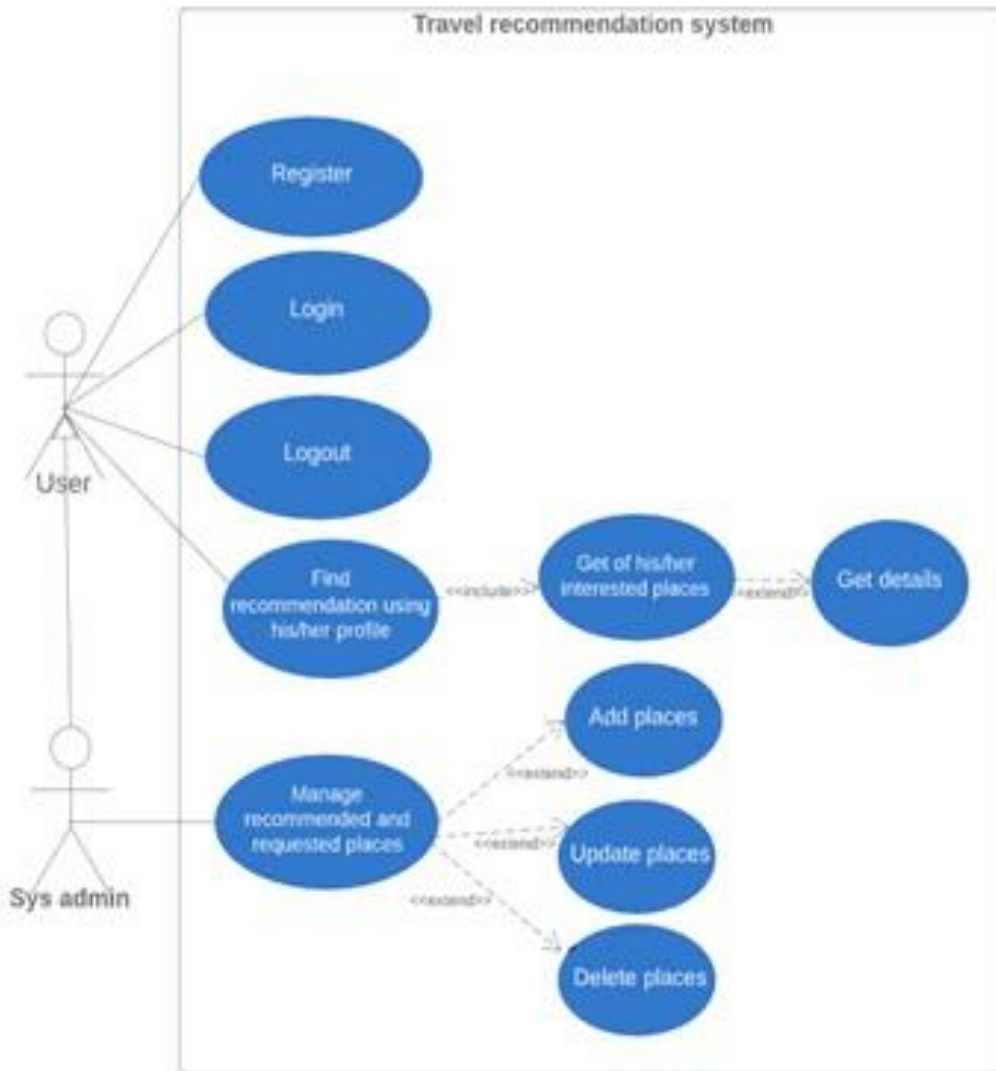 Travel recommendation system
Register
Login
Logout
User
Find
recommendation using
his/her profile
<<include>>
Get of his/her
interested places
<<extend>>
Get details
Add places
<<extend>>
Manage
recommended and
requested places
<<extend>>
Update places
<<extend>>
Sys admin
Delete places